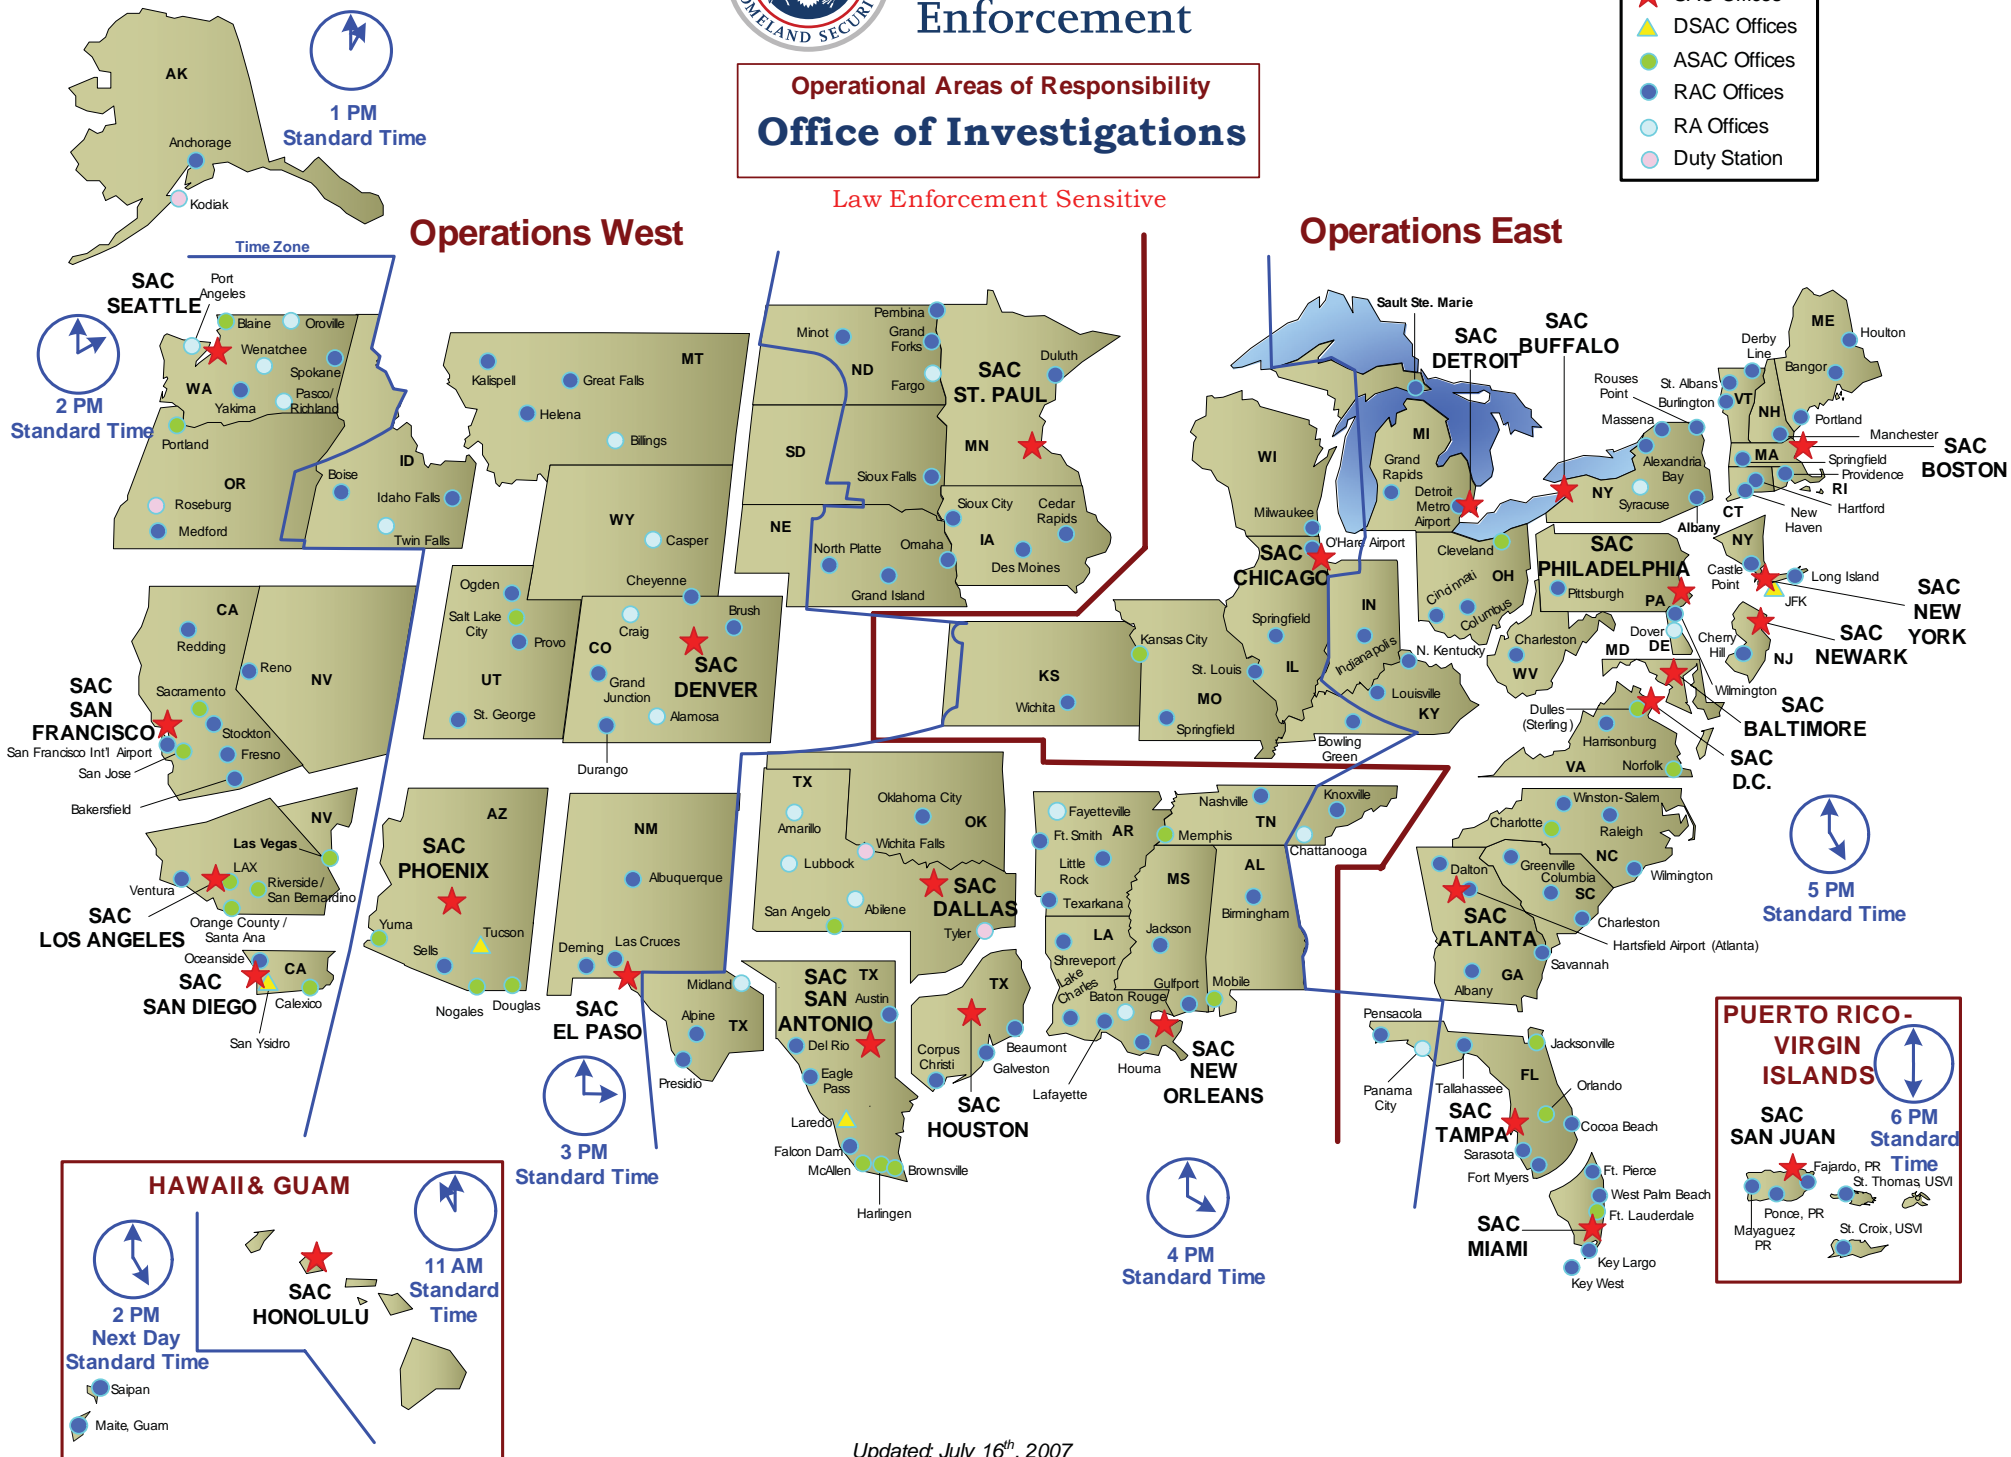 HOMELAND SECURI
Enforcement
Operational Areas of Responsibility
Office of Investigations
Law Enforcement Sensitive
SAC Offices
DSAC Offices
ASAC Offices
RAC Offices
RA Offices
Duty Station
AK
Anchorage
Kodiak
1 PM
Standard Time
Operations West
Operations East
Time Zone
SAC
SEATTLE
Port
Angeles
Blaine
Oroville
Wenatchee
Spokane
WA
Yakima
Pasco/
Richland
2 PM
Standard Time
Portland
OR
Roseburg
Medford
ID
Boise
Idaho Falls
Twin Falls
MT
Kalispell
Great Falls
Helena
Billings
WY
Casper
Cheyenne
Minot
ND
Pembina
Grand
Forks
Fargo
SD
Sioux Falls
NE
North Platte
Omaha
Grand Island
SAC
ST. PAUL
Duluth
MN
Sioux City
Cedar
Rapids
IA
Des Moines
CA
Redding
Reno
NV
Sacramento
SAC
SAN
FRANCISCO
San Francisco Int'l Airport
San Jose
Stockton
Fresno
Bakersfield
Ogden
Salt Lake
City
Provo
UT
St. George
Craig
Brush
CO
SAC
DENVER
Grand
Junction
Alamosa
Durango
NV
Las Vegas
LAX
Riverside /
San Bernardino
Ventura
Orange County /
Santa Ana
SAC
LOS ANGELES
Oceanside
CA
SAC
SAN DIEGO
Calexico
San Ysidro
AZ
SAC
PHOENIX
Yuma
Tucson
Sells
Nogales
Douglas
NM
Albuquerque
Deming
Las Cruces
SAC
EL PASO
3 PM
Standard Time
TX
Amarillo
Lubbock
Oklahoma City
OK
Wichita Falls
Abilene
San Angelo
SAC
DALLAS
Tyler
Midland
Alpine
TX
Presidio
SAC
SAN
ANTONIO
TX
Austin
Del Rio
Eagle
Pass
Laredo
Falcon Dam
McAllen
Brownsville
Harlingen
TX
Corpus
Christi
Beaumont
Galveston
SAC
HOUSTON
KS
Wichita
Kansas City
St. Louis
MO
Springfield
Fayetteville
Ft. Smith
AR
Little
Rock
Texarkana
LA
Shreveport
Lake
Charles
Baton Rouge
Lafayette
Houma
SAC
NEW
ORLEANS
Nashville
Knoxville
TN
Memphis
Chattanooga
MS
Jackson
Gulfport
AL
Birmingham
Mobile
4 PM
Standard Time
Sault Ste. Marie
SAC
DETROIT
SAC
BUFFALO
WI
Milwaukee
MI
Grand
Rapids
Detroit
Metro
Airport
O'Hare Airport
SAC
CHICAGO
Springfield
IL
IN
Indianapolis
N. Kentucky
Louisville
KY
Bowling
Green
Cleveland
OH
Cincinnati
Columbus
Rouses
Point
Massena
Alexandria
Bay
NY
Syracuse
Albany
Derby
Line
St. Albans
Burlington
VT
NH
ME
Houlton
Bangor
Portland
Manchester
SAC
BOSTON
MA
Springfield
Providence
RI
Hartford
New
Haven
CT
NY
Castle
Point
Long Island
JFK
SAC
NEW
YORK
SAC
PHILADELPHIA
Pittsburgh
PA
Dover
DE
Cherry
Hill
NJ
SAC
NEWARK
Wilmington
Charleston
WV
MD
SAC
BALTIMORE
Dulles
(Sterling)
Harrisonburg
VA
Norfolk
SAC
D.C.
5 PM
Standard Time
Winston-Salem
Charlotte
Raleigh
NC
Wilmington
Greenville
Columbia
SC
Charleston
Dalton
SAC
ATLANTA
Hartsfield Airport (Atlanta)
Savannah
GA
Albany
Pensacola
Panama
City
Tallahassee
Jacksonville
FL
Orlando
SAC
TAMPA
Cocoa Beach
Sarasota
Fort Myers
Ft. Pierce
West Palm Beach
Ft. Lauderdale
SAC
MIAMI
Key Largo
Key West
PUERTO RICO-
VIRGIN
ISLANDS
6 PM
Standard
Time
SAC
SAN JUAN
Fajardo, PR
St. Thomas, USVI
Ponce, PR
Mayaguez
PR
St. Croix, USVI
HAWAII & GUAM
11 AM
Standard
Time
SAC
HONOLULU
2 PM
Next Day
Standard Time
Saipan
Maite, Guam
Updated: July 16th, 2007